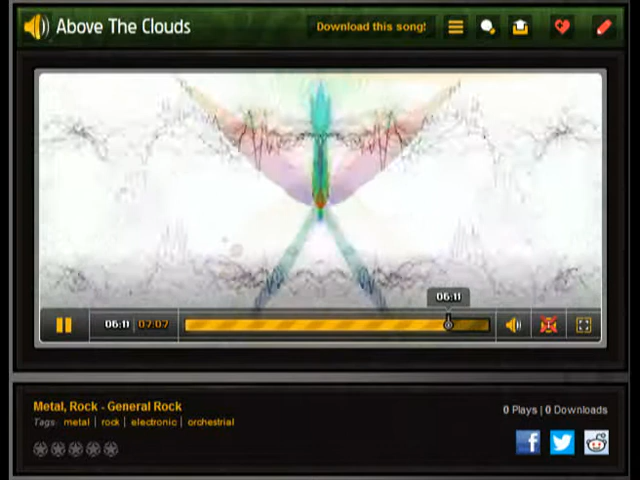 Above The Clouds
Download this song!
06:11
06:11 | 07:07
Metal, Rock - General Rock
0 Plays | 0 Downloads
Tags: metal | rock | electronic | orchestrial